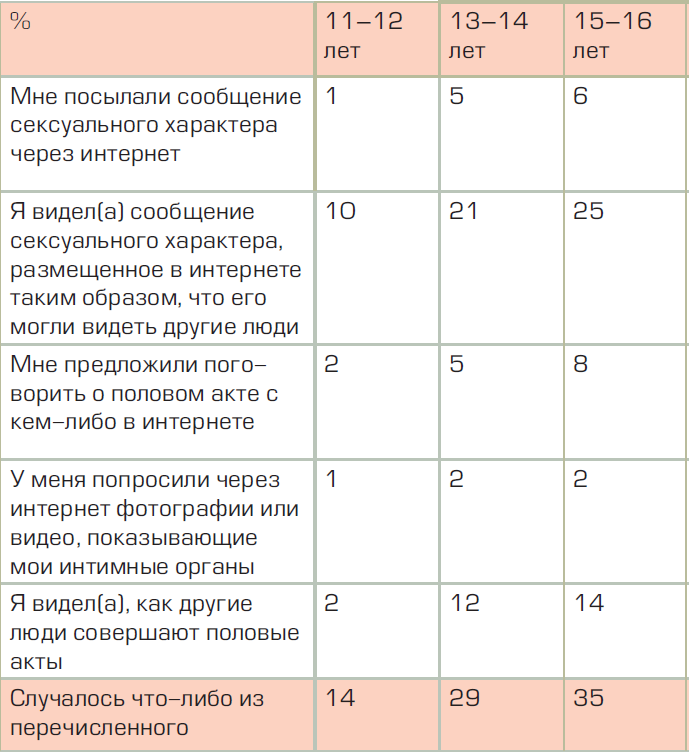 % 11–12 13–14 15–16
лет лет лет
Мне посылали сообщение 1 5 6
сексуального характера
через интернет
Я видел(а) сообщение 10 21 25
сексуального характера,
размещенное в интернете
таким образом, что его
могли видеть другие люди
Мне предложили пого– 2 5 8
ворить о половом акте с
кем–либо в интернете
У меня попросили через 1 2 2
интернет фотографии или
видео, показывающие
мои интимные органы
Я видел(а), как другие 2 12 14
люди совершают половые
акты
Случалось что–либо из 14 29 35
перечисленного